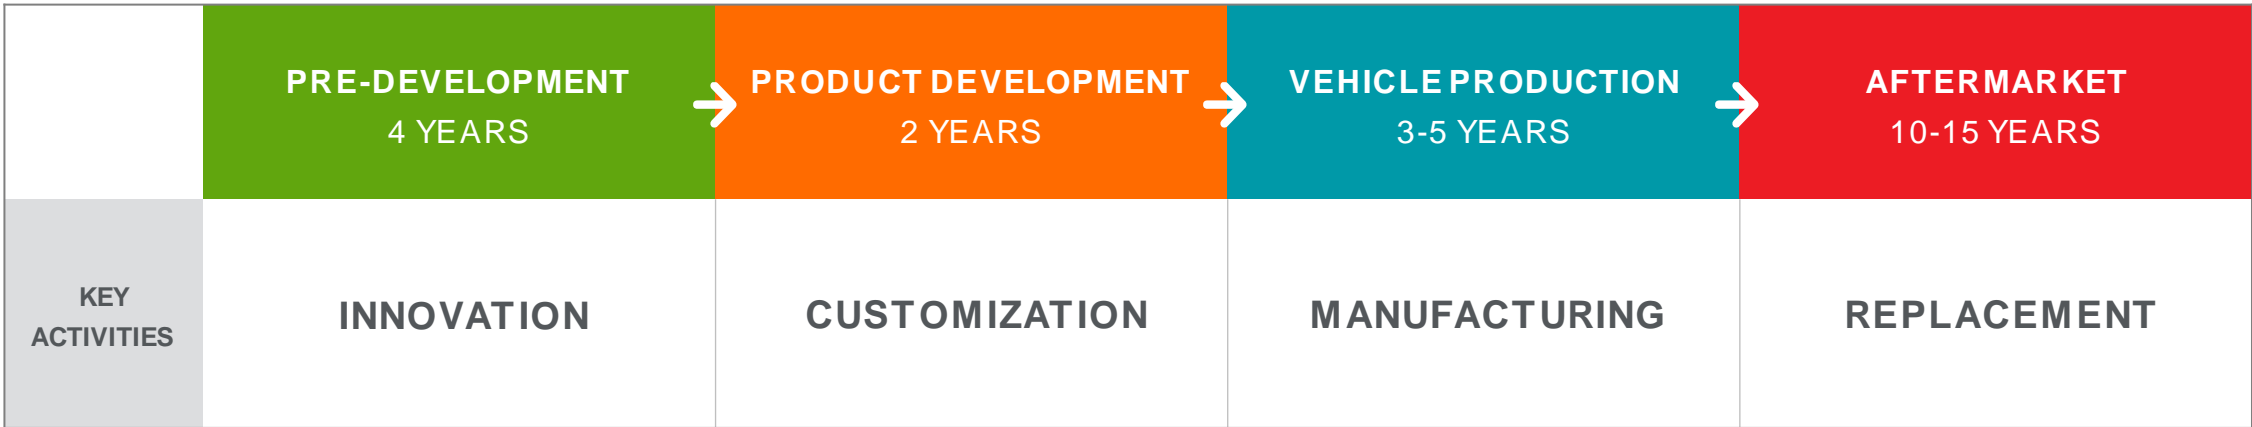 PRE-DEVELOPMENT
4 YEARS
PRODUCT DEVELOPMENT
2 YEARS
VEHICLE PRODUCTION
3-5 YEARS
AFTERMARKET
10-15 YEARS
KEY
ACTIVITIES
INNOVATION
CUSTOMIZATION
MANUFACTURING
REPLACEMENT